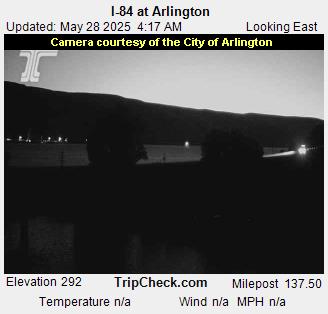 I-84 at Arlington
Updated: May 28 2025 4:17 AM Looking East
Camera courtesy of the City of Arlington
Elevation 292 TripCheck.com Milepost 137.50
Temperature n/a Wind n/a MPH n/a